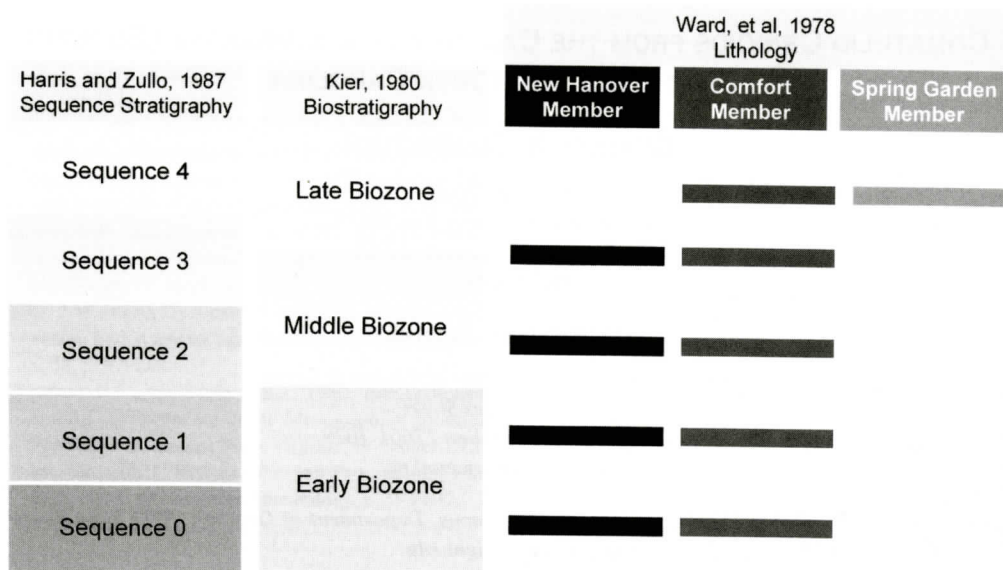 Ward, et al, 1978
Lithology
Harris and Zullo, 1987
Sequence Stratigraphy
Kier, 1980
Biostratigraphy
New Hanover
Member
Comfort
Member
Spring Garden
Member
Sequence 4
Late Biozone
Sequence 3
Middle Biozone
Sequence 2
Sequence 1
Early Biozone
Sequence 0